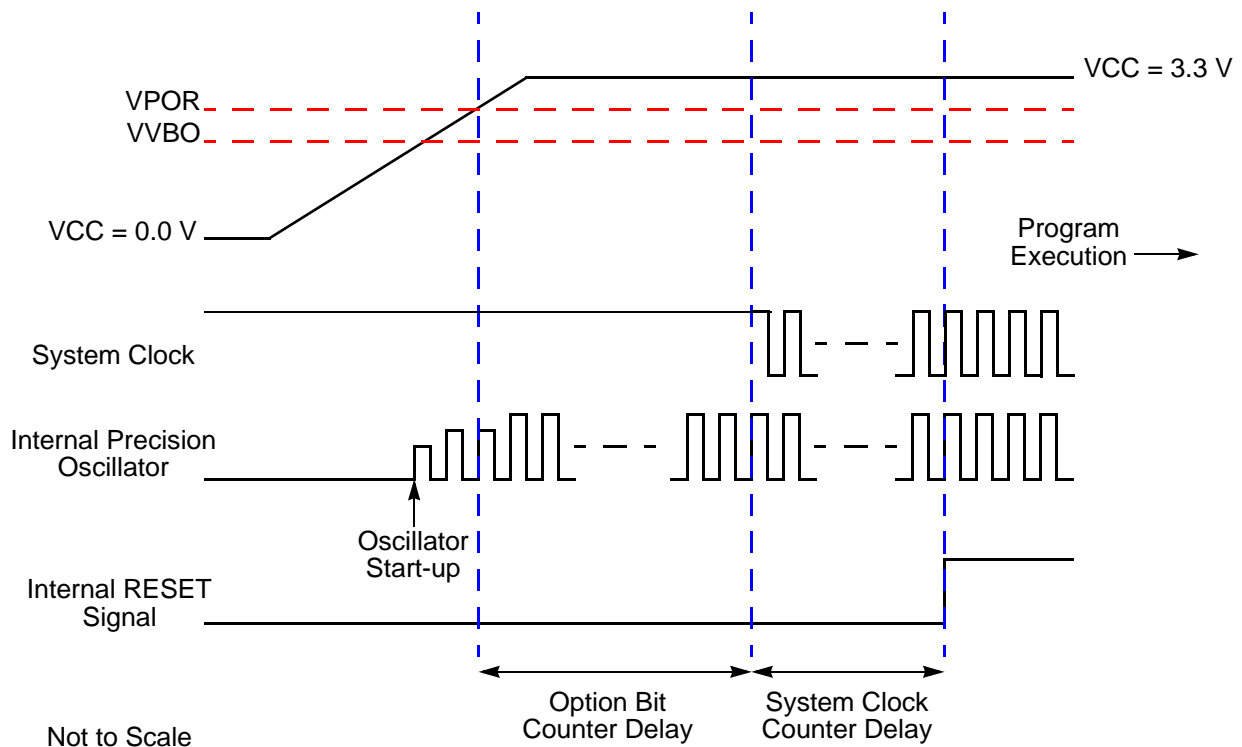 VCC = 3.3 V
VPOR
VVBO
VCC = 0.0 V
Program
Execution
System Clock
Internal Precision
Oscillator
Oscillator
Start-up
Internal RESET
Signal
Option Bit
Counter Delay
System Clock
Counter Delay
Not to Scale